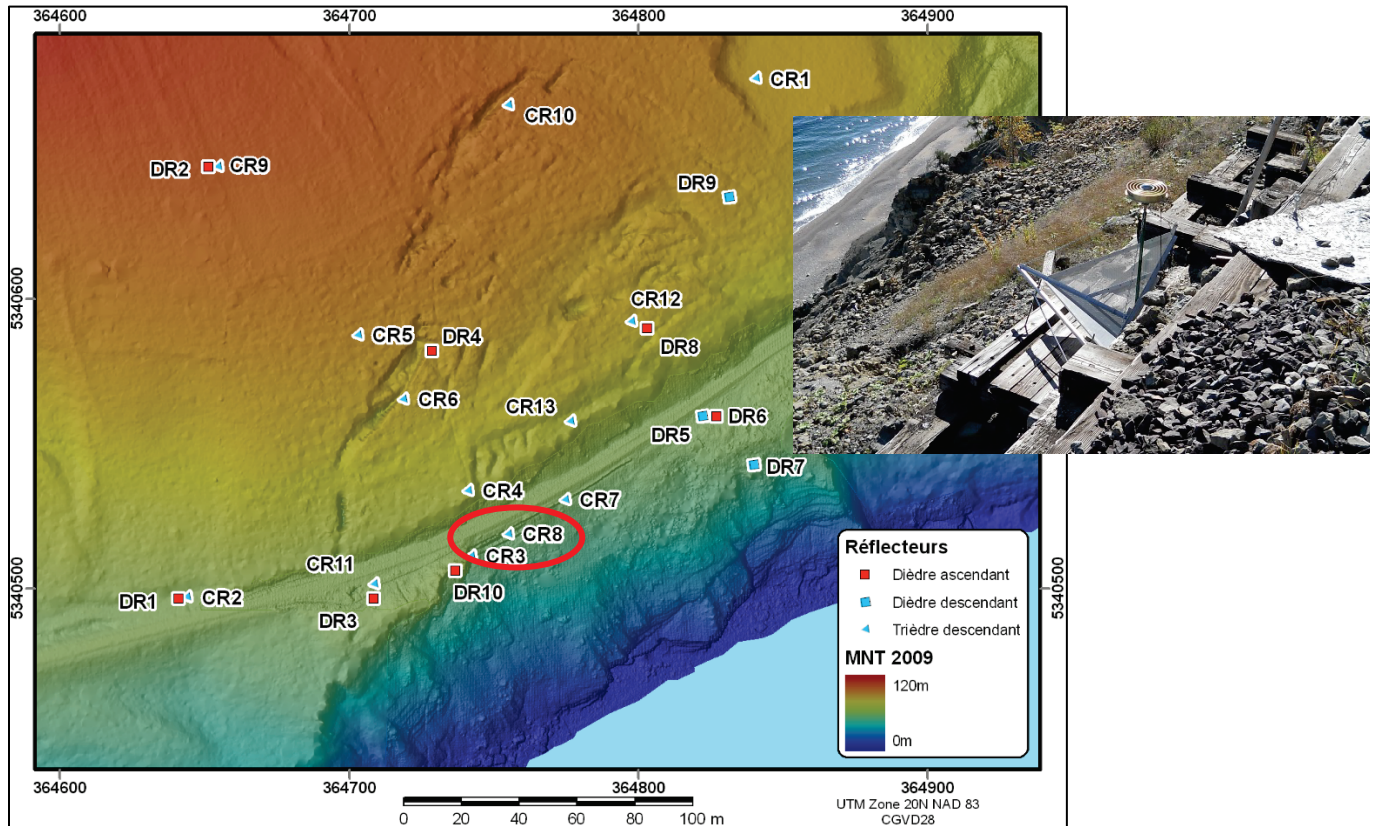 364600 364700 364800 364900
CR1
CR10
DR2 CR9
DR9
5340600
CR12
CR5 DR4
DR8
CR6
CR13
DR5 DR6
DR7
CR4
CR7
CR8
CR3
CR11
DR10
5340500 5340500
DR1 CR2
DR3
Réflecteurs
Dièdre ascendant
Dièdre descendant
Trièdre descendant
MNT 2009
120m
0m
364600 364700 364800 364900
0 20 40 60 80 100 m
UTM Zone 20N NAD 83
CGVD28